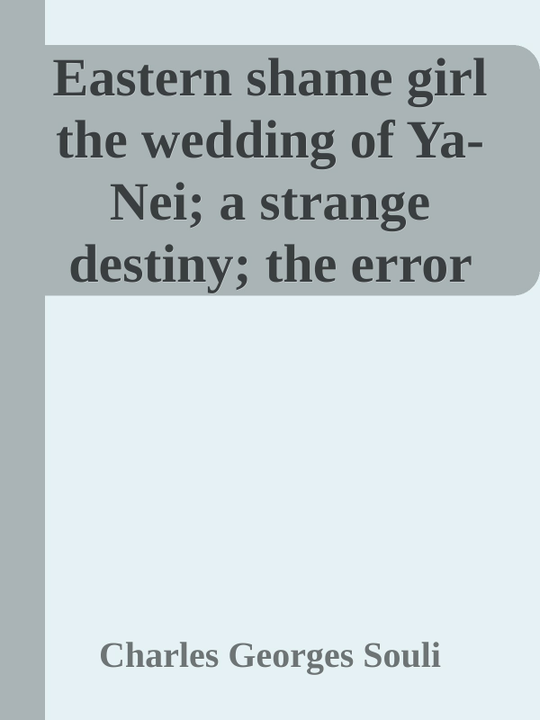 Eastern shame girl
the wedding of Ya-
Nei; a strange
destiny; the error
Charles Georges Souli